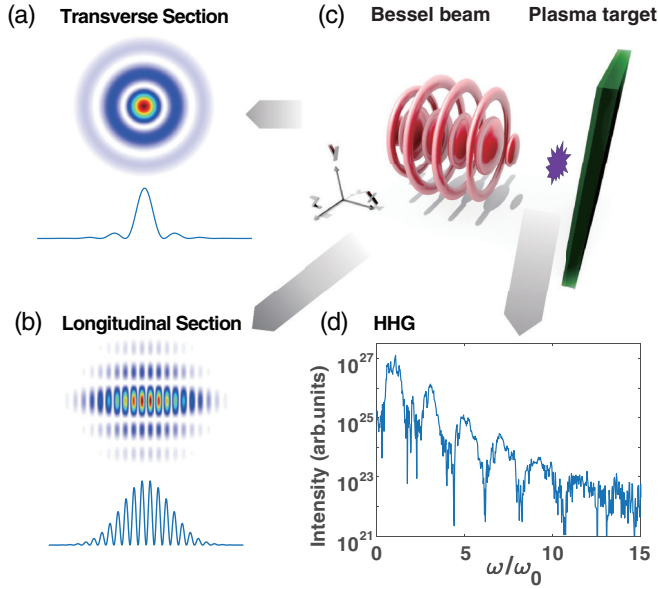 (a) Transverse Section
(c) Bessel beam Plasma target
y
(b) Longitudinal Section
(d) HHG
Intensity (arb.units)
10^27
10^25
10^23
10^21
0 5 10 15
ω/ω_0